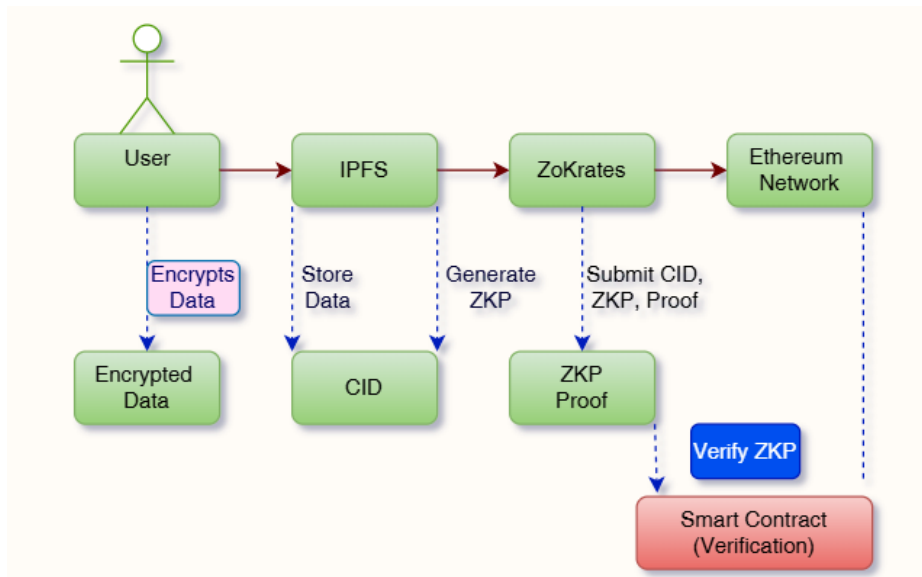 User
IPFS
ZoKrates
Ethereum
Network
Encrypts
Data
Store
Data
Generate
ZKP
Submit CID,
ZKP, Proof
Encrypted
Data
CID
ZKP
Proof
Verify ZKP
Smart Contract
(Verification)